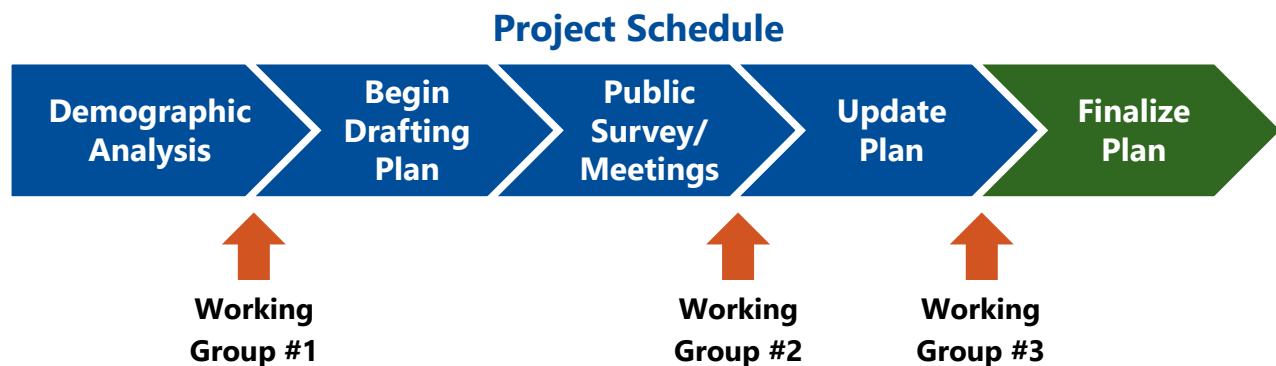 Project Schedule
Demographic
Analysis
Begin
Drafting
Plan
Public
Survey/
Meetings
Update
Plan
Finalize
Plan
Working
Group #1
Working
Group #2
Working
Group #3